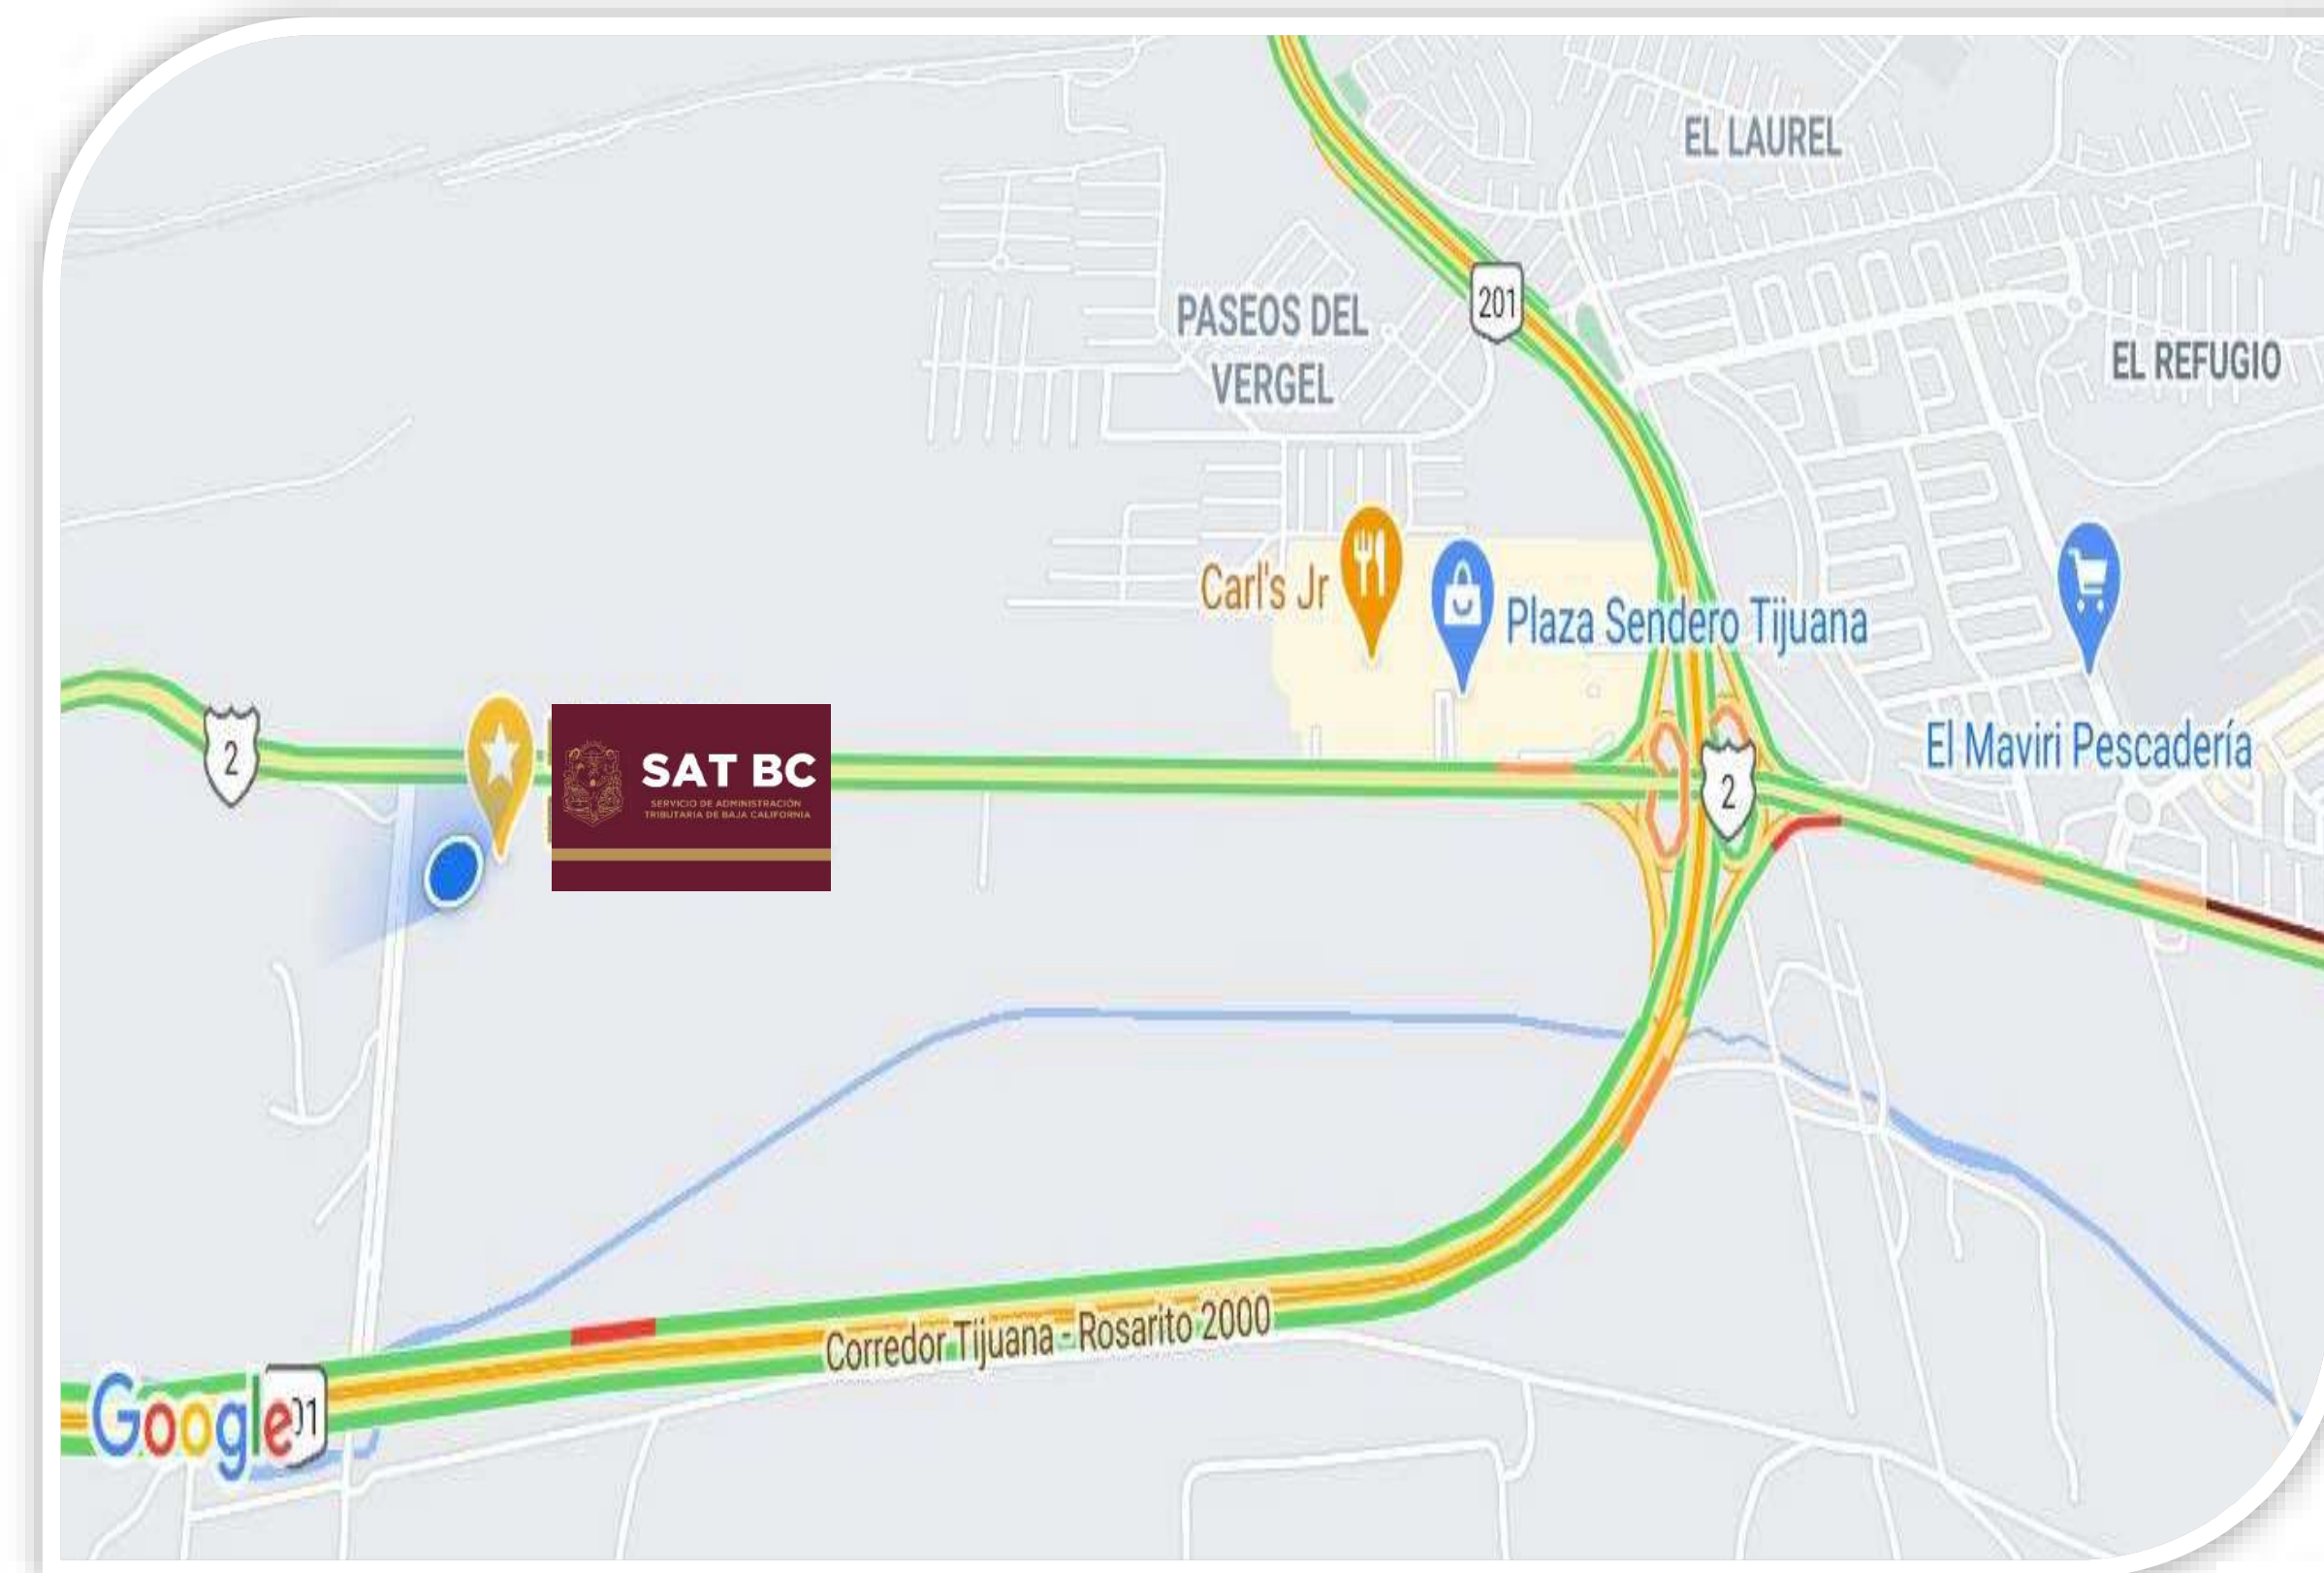 EL LAUREL
201
PASEOS DEL
VERGEL
EL REFUGIO
Carl's Jr
Plaza Sendero Tijuana
El Maviri Pescadería
2
SAT BC
SERVICIO DE ADMINISTRACIÓN
TRIBUTARIA DE BAJA CALIFORNIA
2
Corredor Tijuana - Rosarito 2000
Google
01